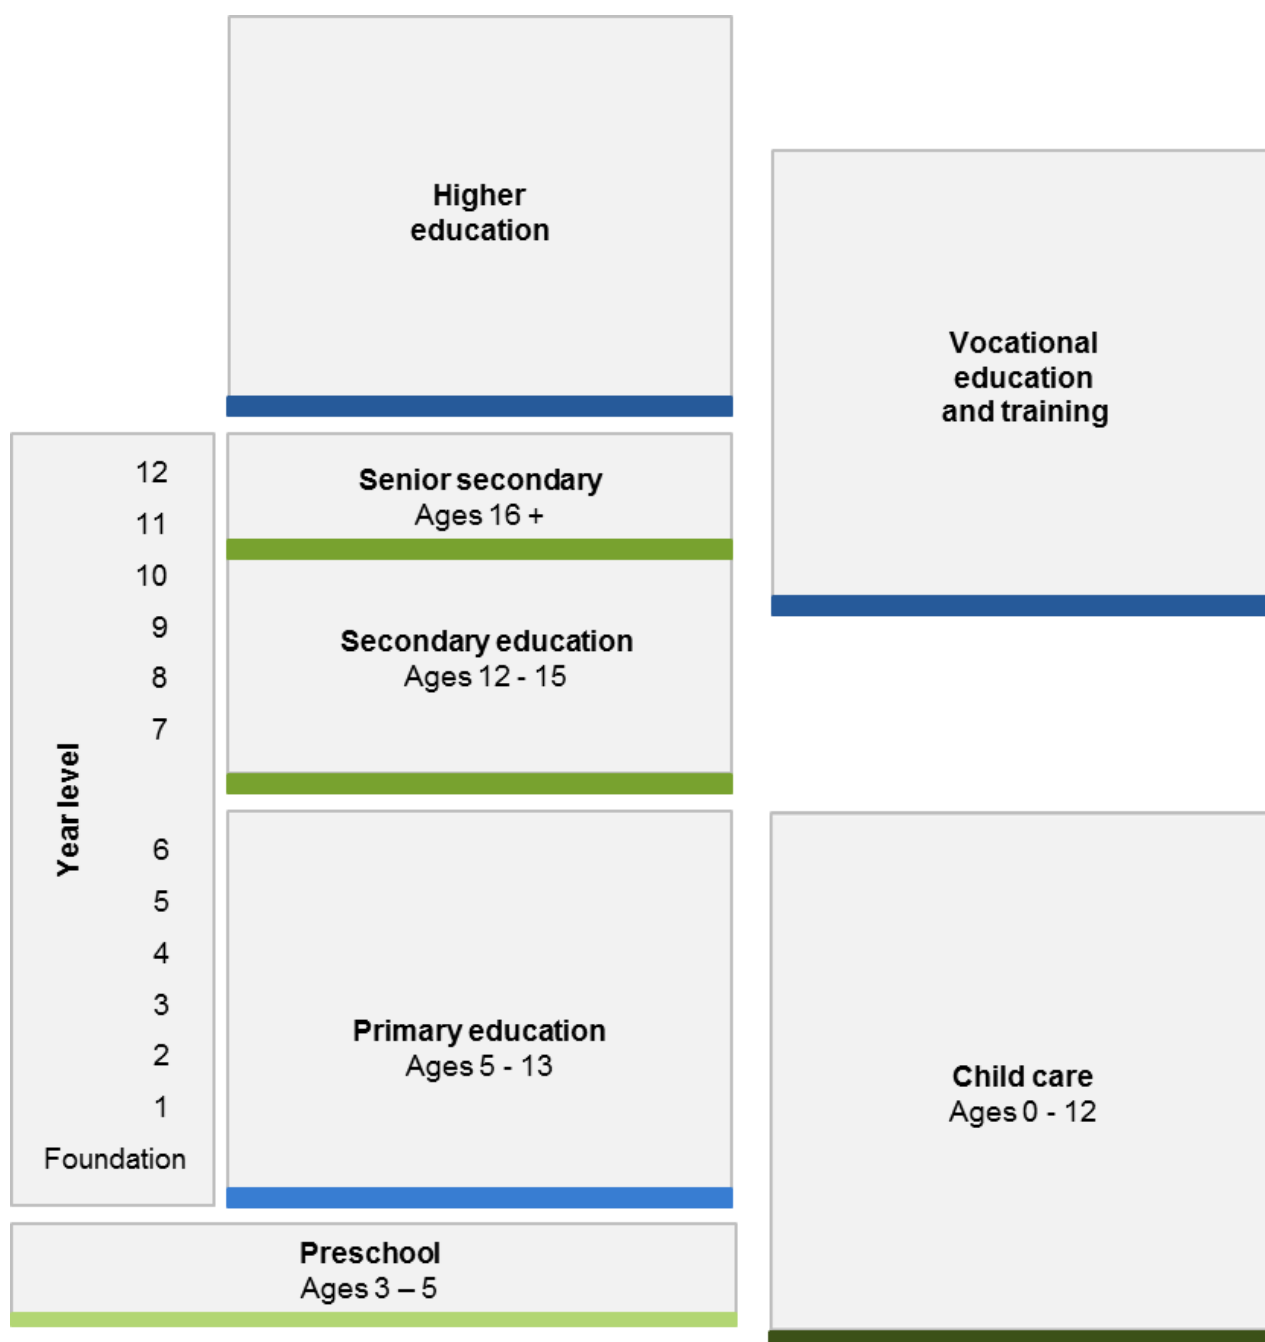 Higher
education
Vocational
education
and training
Year level
12
11
10
9
8
7
6
5
4
3
2
1
Foundation
Senior secondary
Ages 16 +
Secondary education
Ages 12 - 15
Primary education
Ages 5 - 13
Child care
Ages 0 - 12
Preschool
Ages 3 – 5